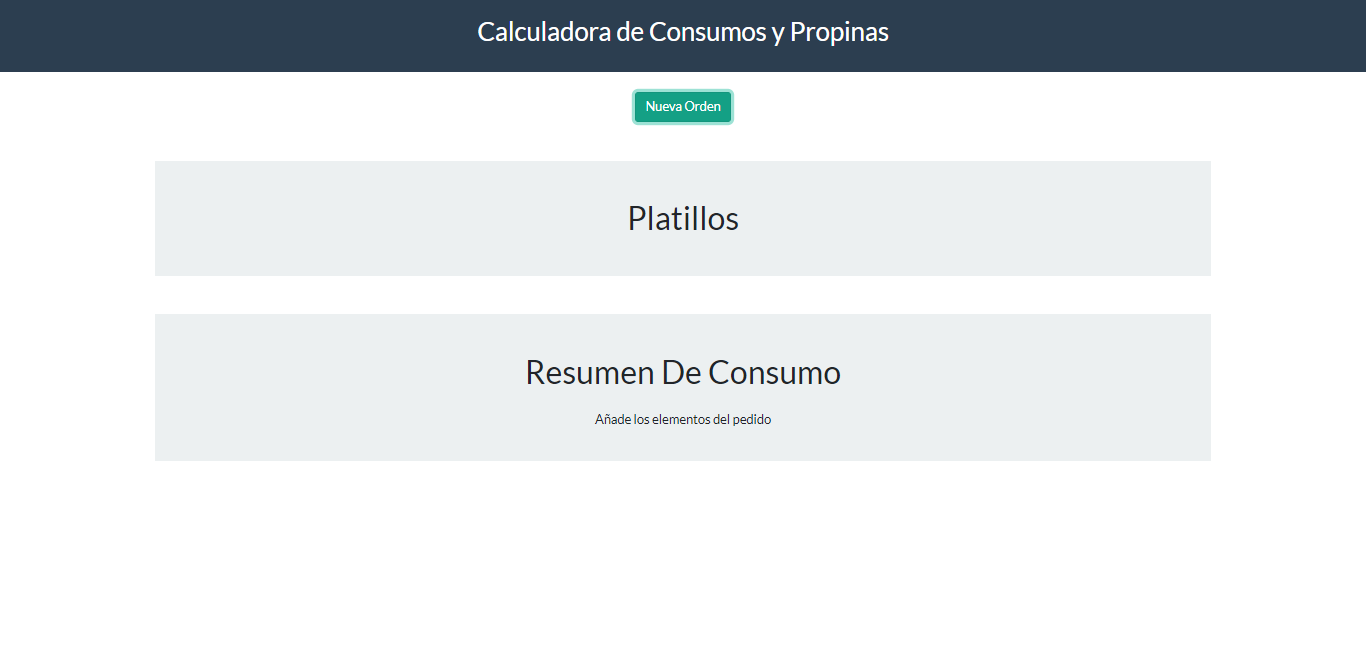 Calculadora de Consumos y Propinas
Nueva Orden
Platillos
Resumen De Consumo
Añade los elementos del pedido